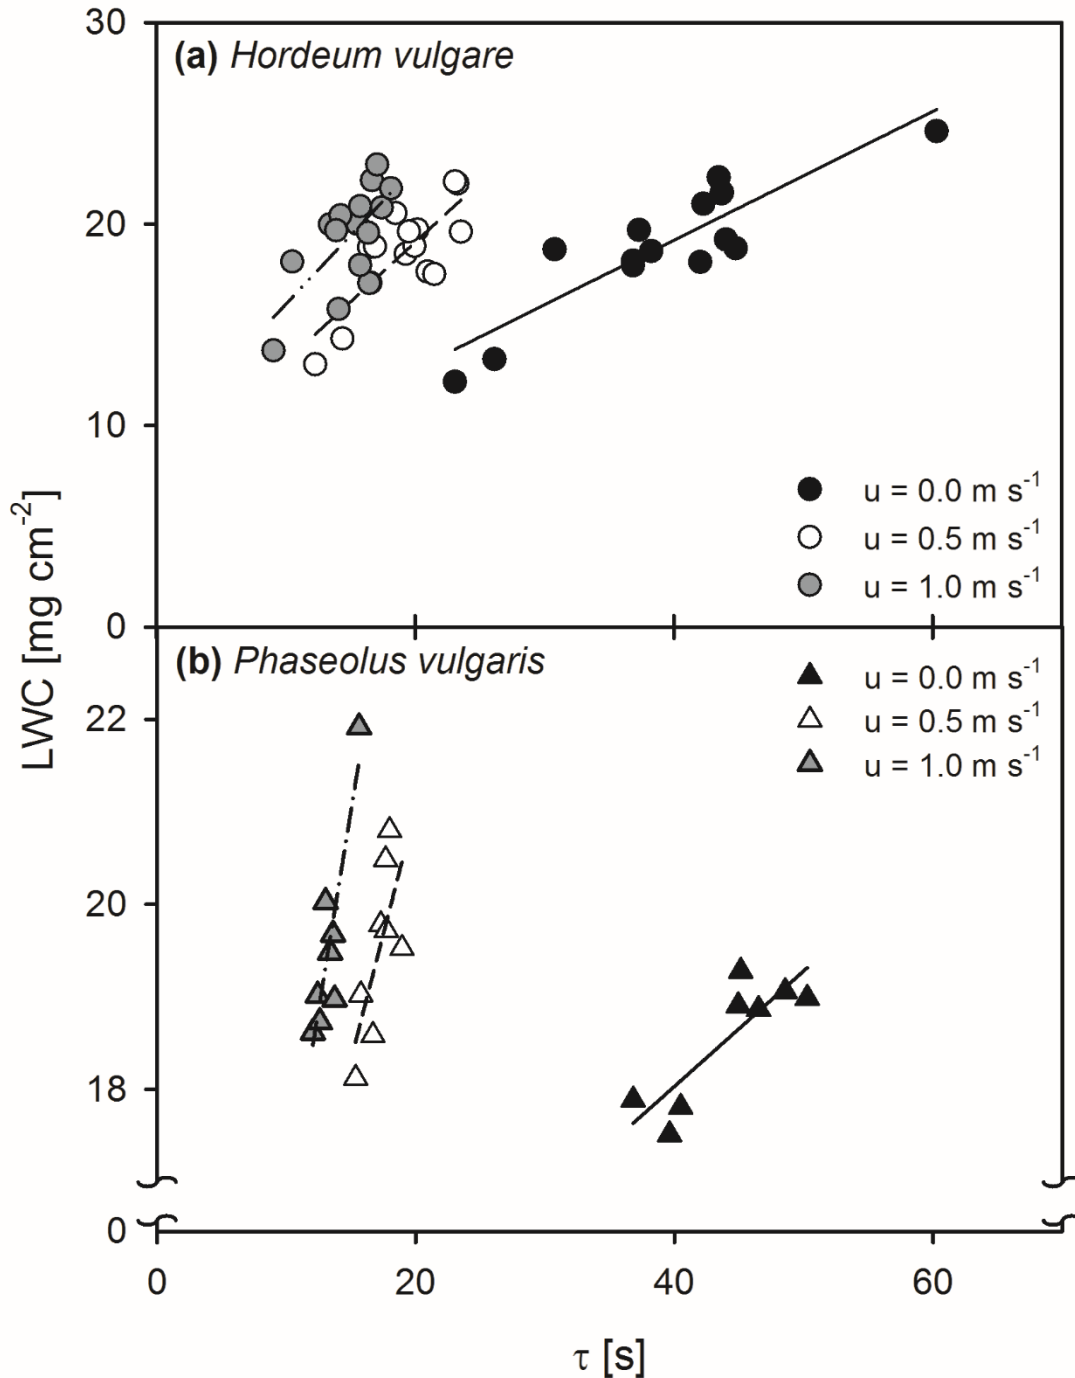 30
(a) Hordeum vulgare
20
10
u = 0.0 m s⁻¹
u = 0.5 m s⁻¹
u = 1.0 m s⁻¹
0
LWC [mg cm⁻²]
(b) Phaseolus vulgaris
u = 0.0 m s⁻¹
22
u = 0.5 m s⁻¹
u = 1.0 m s⁻¹
20
18
0
0 20 40 60
τ [s]